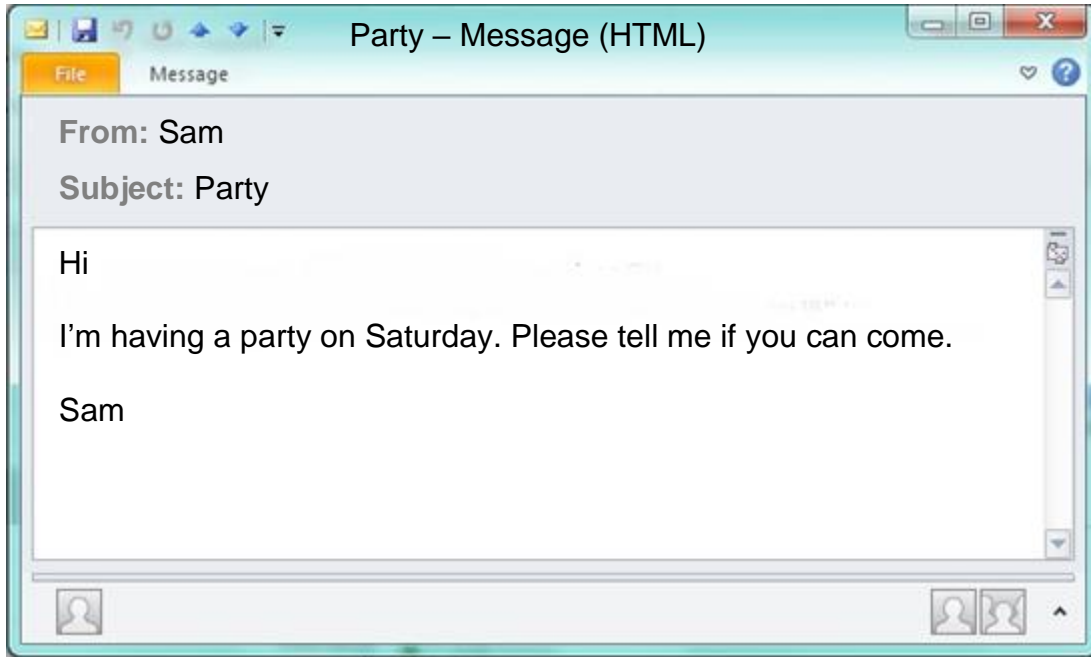 Party – Message (HTML)
File Message
From: Sam
Subject: Party
Hi
I’m having a party on Saturday. Please tell me if you can come.
Sam